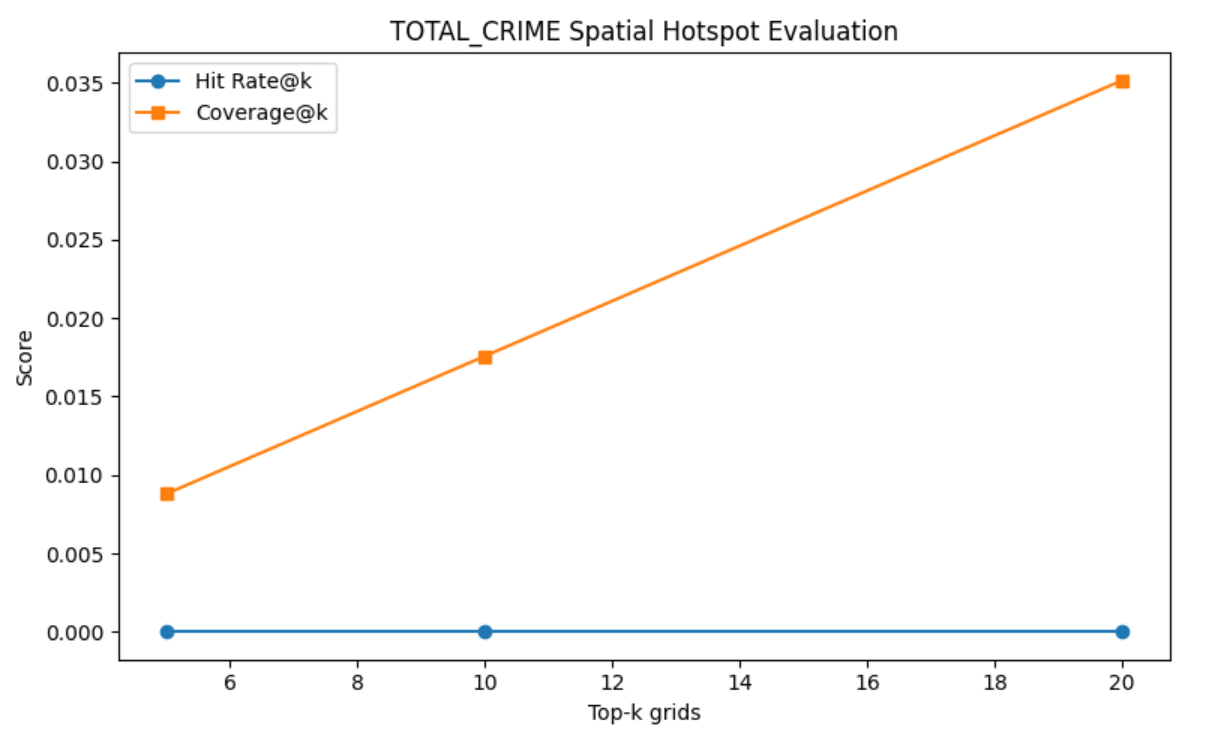 TOTAL_CRIME Spatial Hotspot Evaluation
Hit Rate@k
Coverage@k
0.035
0.030
0.025
0.020
0.015
0.010
0.005
0.000
Score
6 8 10 12 14 16 18 20
Top-k grids